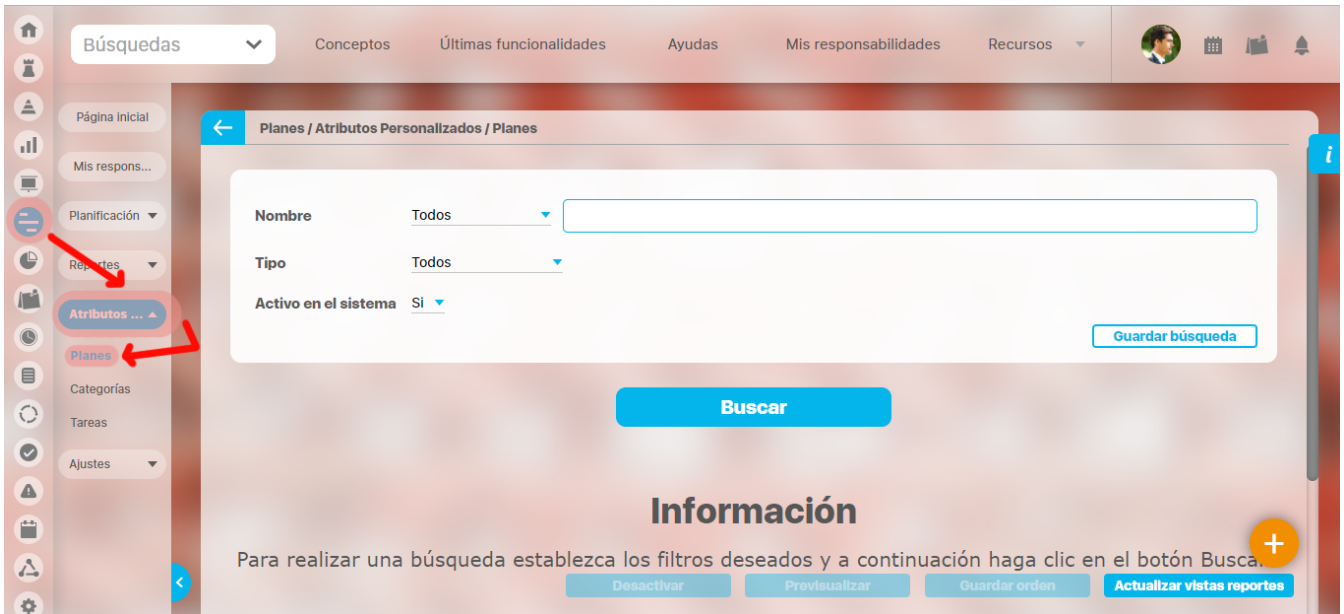 Búsquedas
Conceptos
Últimas funcionalidades
Ayudas
Mis responsabilidades
Recursos
Página inicial
Mis respons...
Planificación
Reportes
Atributos ...
Planes
Categorías
Tareas
Ajustes
Planes / Atributos Personalizados / Planes
i
Nombre Todos
Tipo Todos
Activo en el sistema Si
Guardar búsqueda
Buscar
Información
Para realizar una búsqueda establezca los filtros deseados y a continuación haga clic en el botón Buscar.
+
Desactivar Previsualizar Guardar orden Actualizar vistas reportes